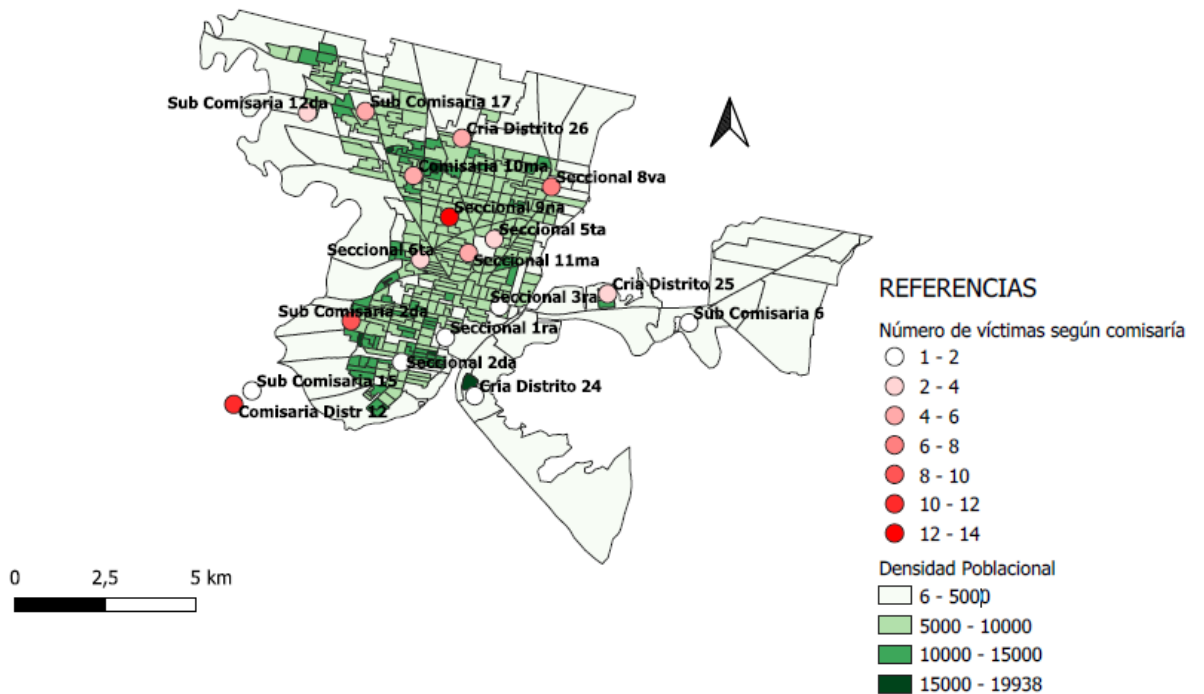 Sub Comisaria 12da
Sub Comisaria 17
Cria Distrito 26
Comisaria 10ma
Seccional 8va
Seccional 9na
Seccional 5ta
Seccional 6ta
Seccional 11ma
Cria Distrito 25
Seccional 3ra
Sub Comisaria 6
Sub Comisaria 2da
Seccional 1ra
Seccional 2da
Sub Comisaria 15
Cria Distrito 24
Comisaria Distr 12
REFERENCIAS
Número de víctimas según comisaría
1 - 2
2 - 4
4 - 6
6 - 8
8 - 10
10 - 12
12 - 14
Densidad Poblacional
6 - 5000
5000 - 10000
10000 - 15000
15000 - 19938
0 2,5 5 km